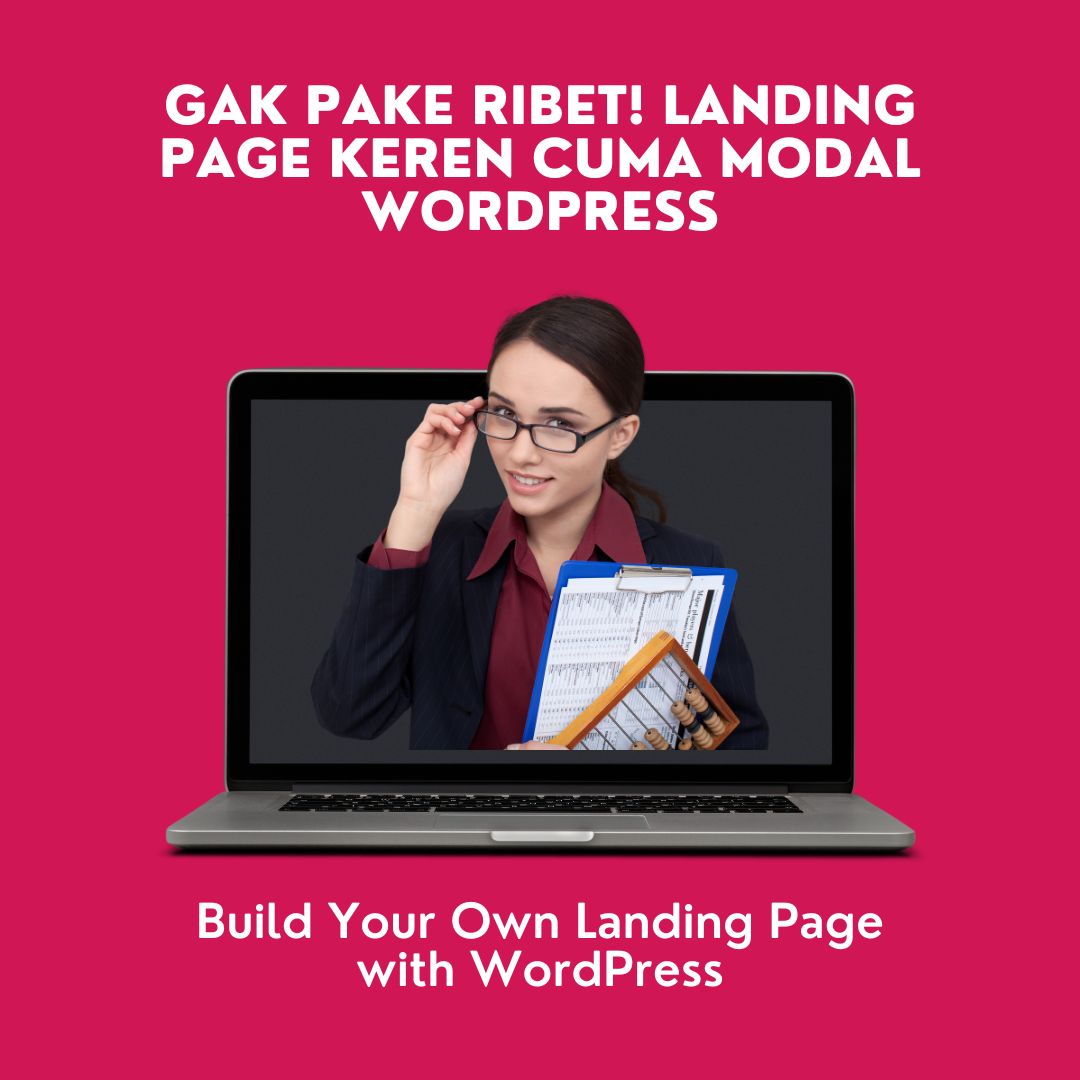 GAK PAKE RIBET! LANDING
PAGE KEREN CUMA MODAL
WORDPRESS
Build Your Own Landing Page
with WordPress